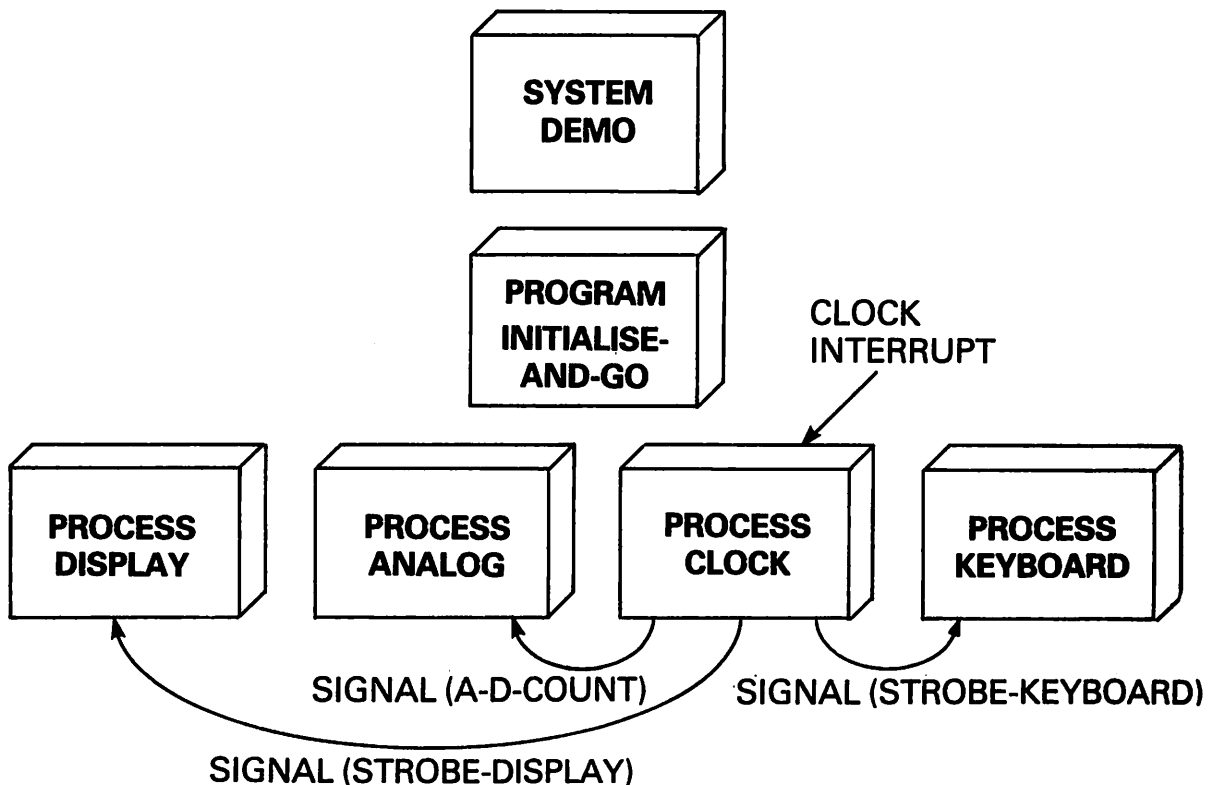 SYSTEM
DEMO
PROGRAM
INITIALISE-
AND-GO
CLOCK
INTERRUPT
PROCESS
DISPLAY
PROCESS
ANALOG
PROCESS
CLOCK
PROCESS
KEYBOARD
SIGNAL (A-D-COUNT)
SIGNAL (STROBE-KEYBOARD)
SIGNAL (STROBE-DISPLAY)